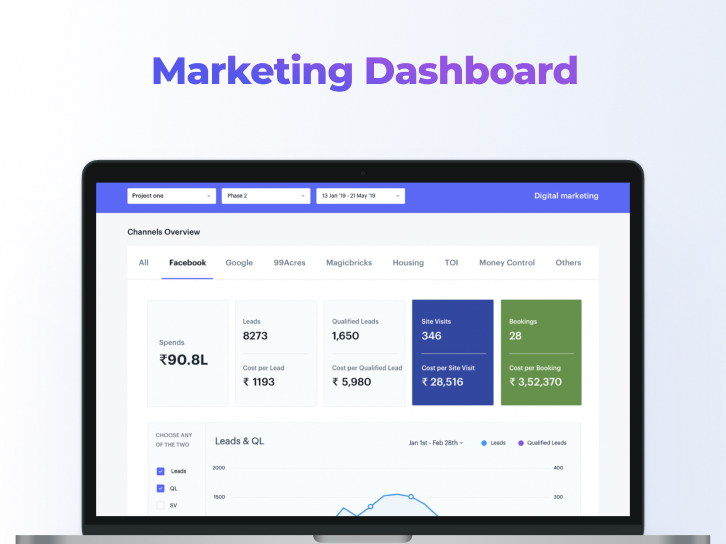 Marketing Dashboard
Project one
Phase 2
13 Jan '19 - 21 May '19
Digital marketing
Channels Overview
All Facebook Google 99Acres Magicbricks Housing TOI Money Control Others
Spends
₹90.8L
Leads
8273
Cost per Lead
₹ 1193
Qualified Leads
1,650
Cost per Qualified Lead
₹ 5,980
Site Visits
346
Cost per Site Visit
₹ 28,516
Bookings
28
Cost per Booking
₹ 3,52,370
CHOOSE ANY
OF THE TWO
Leads
QL
SV
Leads & QL
Jan 1st - Feb 28th
Leads
Qualified Leads
2000
400
1500
300